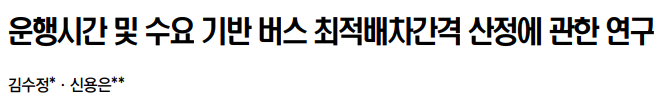 운행시간 및 수요 기반 버스 최적배차간격 산정에 관한 연구
김수정* · 신용은**